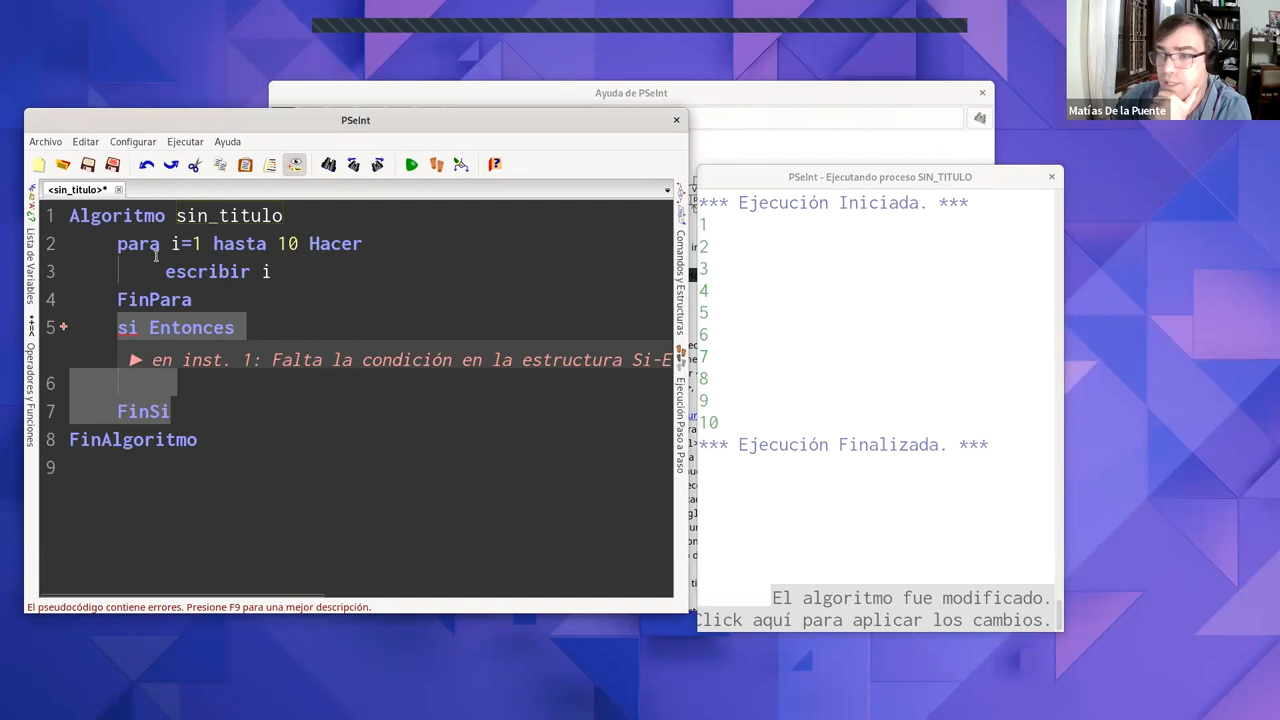 Matías De la Puente
Ayuda de PSeInt
PSeInt
Archivo Editar Configurar Ejecutar Ayuda
<sin_titulo>*
Lista de Variables
Operadores y Funciones
1 Algoritmo sin_titulo
2 para i=1 hasta 10 Hacer
3 escribir i
4 FinPara
5 si Entonces
en inst. 1: Falta la condición en la estructura Si-E
6
7 FinSi
8 FinAlgoritmo
9
Comandos y Estructuras
Ejecución Paso a Paso
El pseudocódigo contiene errores. Presione F9 para una mejor descripción.
PSeInt - Ejecutando proceso SIN_TITULO
*** Ejecución Iniciada. ***
1
2
3
4
5
6
7
8
9
10
*** Ejecución Finalizada. ***
El algoritmo fue modificado.
Click aquí para aplicar los cambios.